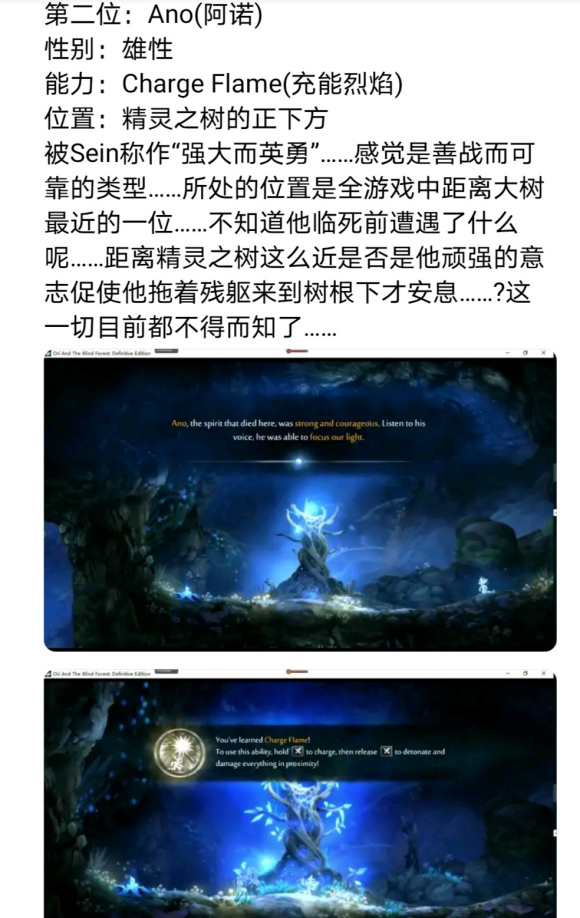 第二位：Ano(阿诺)
性别：雄性
能力：Charge Flame(充能烈焰)
位置：精灵之树的正下方
被Sein称作“强大而英勇”……感觉是善战而可
靠的类型……所处的位置是全游戏中距离大树
最近的一位……不知道他临死前遭遇了什么
呢……距离精灵之树这么近是否是他顽强的意
志促使他拖着残躯来到树根下才安息……?这
一切目前都不得而知了……
Ori And The Blind Forest: Definitive Edition
Ano, the spirit that died here, was strong and courageous. Listen to his
voice, he was able to focus our light.
Ori And The Blind Forest: Definitive Edition
You've learned Charge Flame!
To use this ability, hold X to charge, then release X to detonate and
damage everything in proximity!